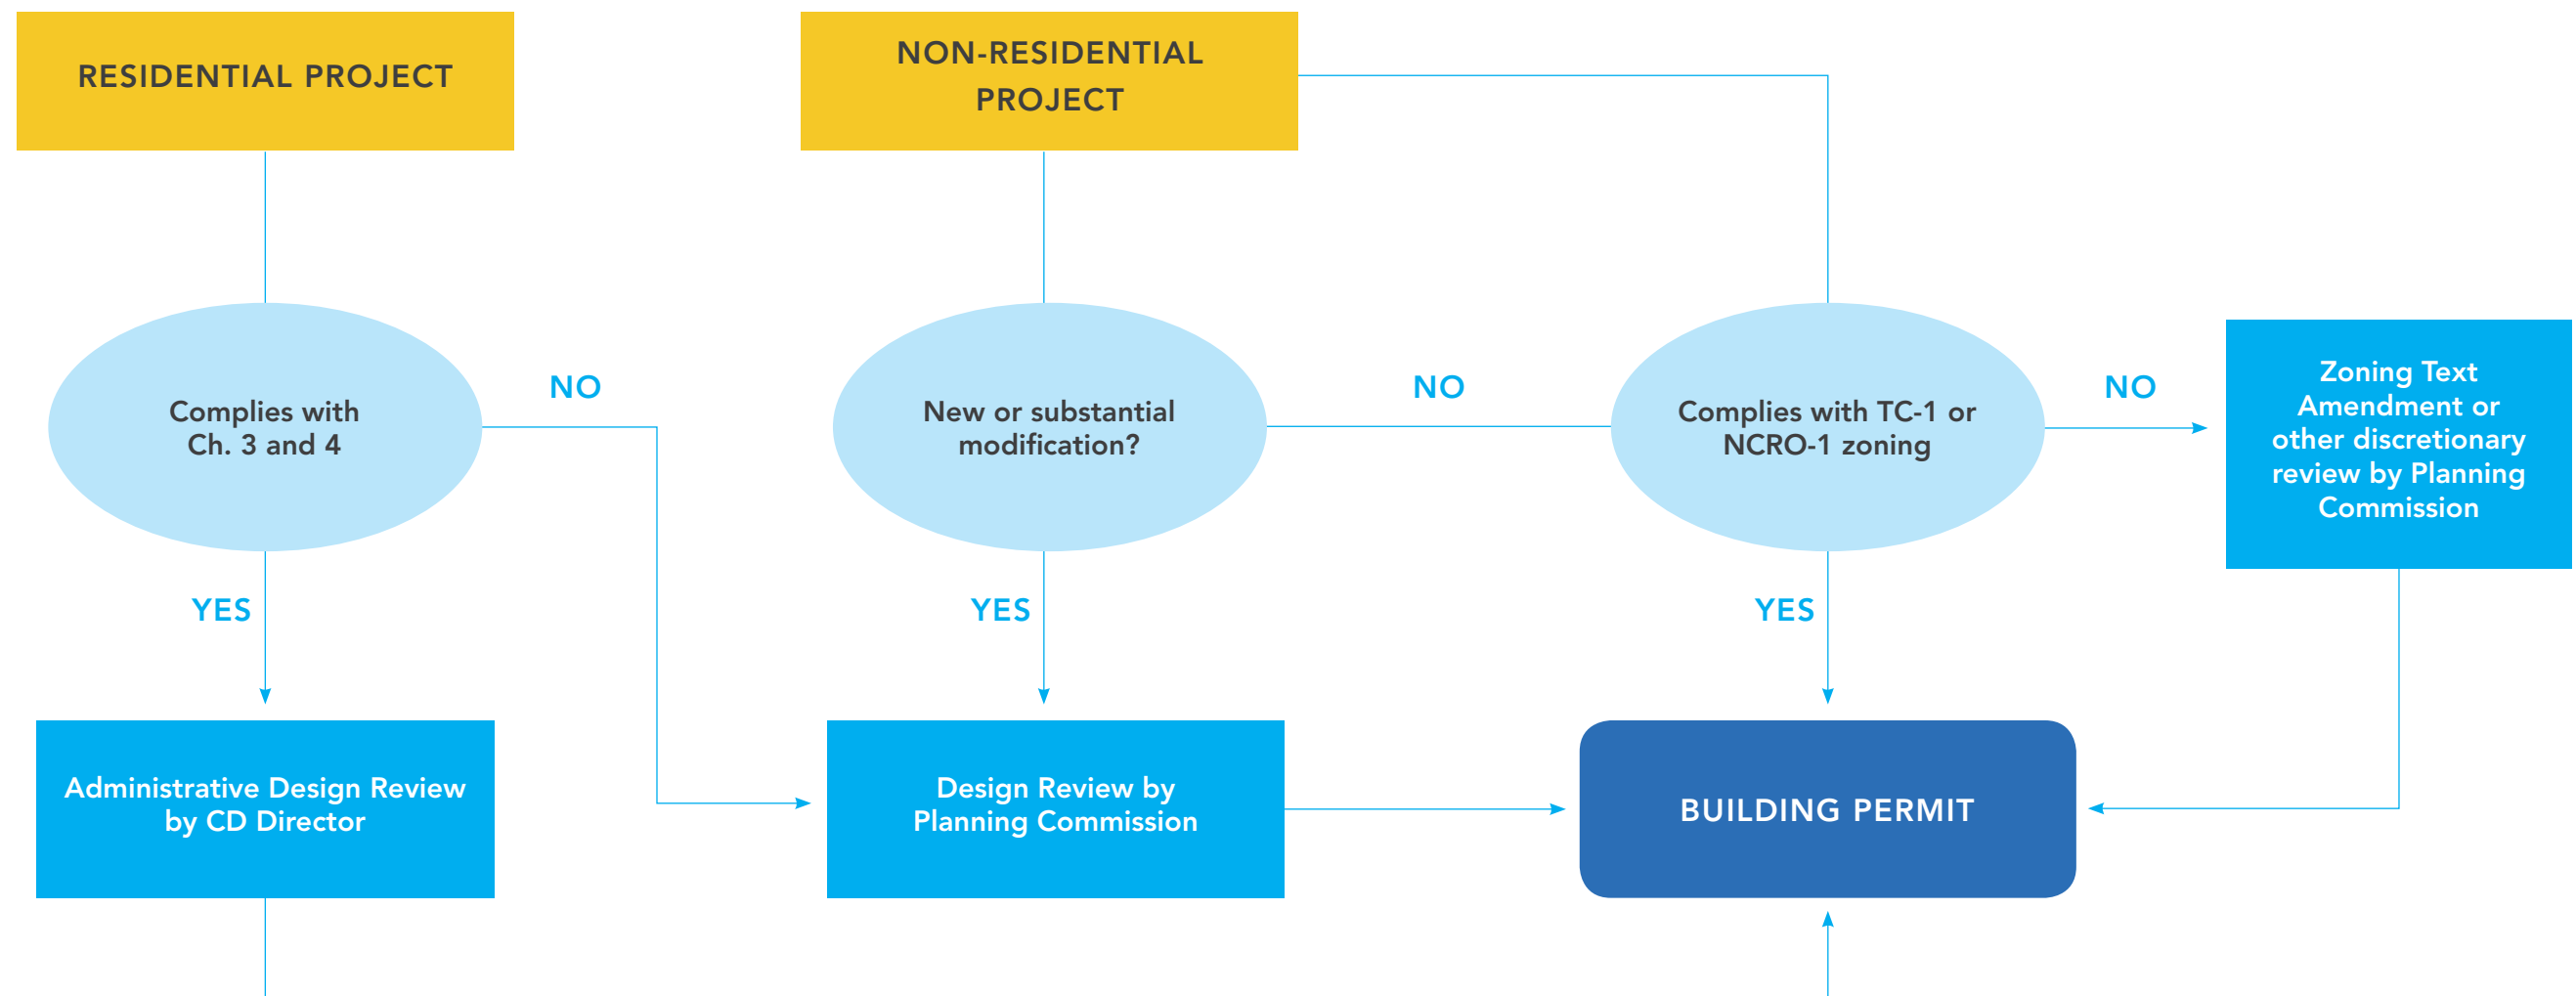 RESIDENTIAL PROJECT
NON-RESIDENTIAL
PROJECT
Complies with
Ch. 3 and 4
NO
New or substantial
modification?
NO
Complies with TC-1 or
NCRO-1 zoning
NO
Zoning Text
Amendment or
other discretionary
review by Planning
Commission
YES
YES
YES
Administrative Design Review
by CD Director
Design Review by
Planning Commission
BUILDING PERMIT